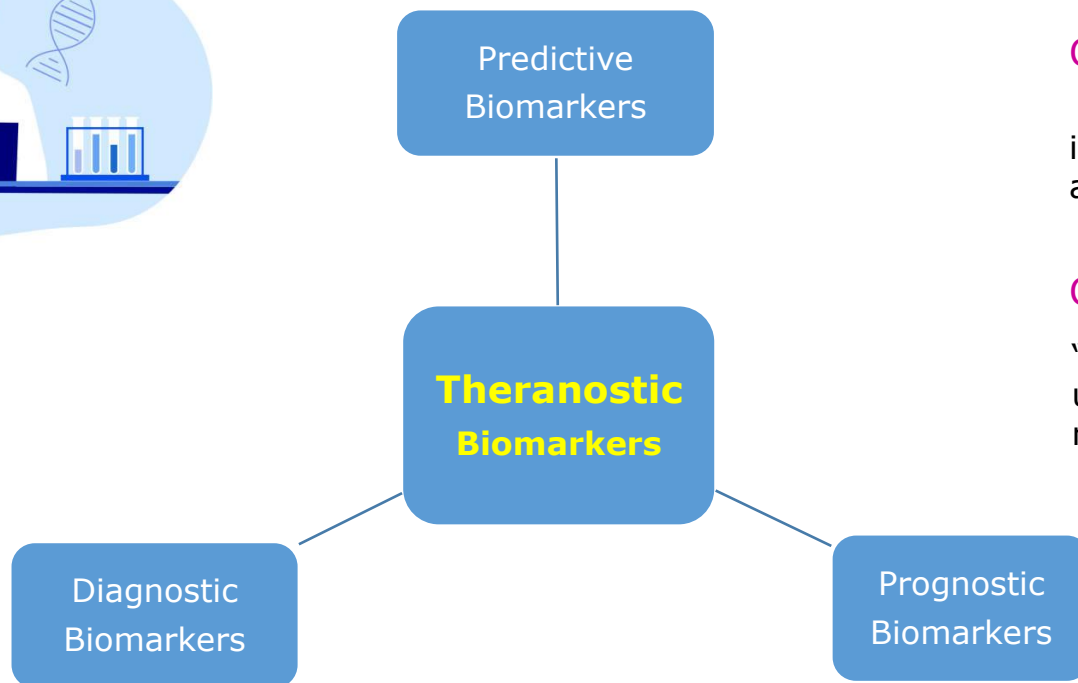 Predictive
Biomarkers
Theranostic
Biomarkers
Diagnostic
Biomarkers
Prognostic
Biomarkers